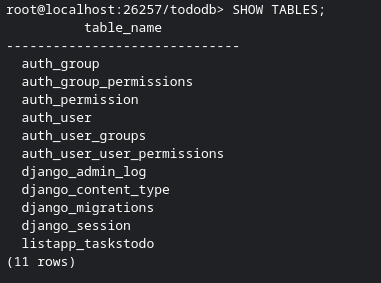 root@localhost:26257/tododb> SHOW TABLES;
table_name
-----------------------------
auth_group
auth_group_permissions
auth_permission
auth_user
auth_user_groups
auth_user_user_permissions
django_admin_log
django_content_type
django_migrations
django_session
listapp_taskstodo
(11 rows)